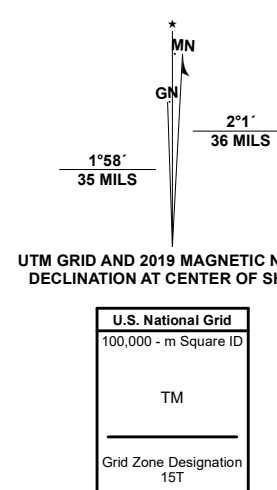 ★
MN
GN
2°1´
36 MILS
1°58´
35 MILS
UTM GRID AND 2019 MAGNETIC
DECLINATION AT CENTER OF
U.S. National Grid
100,000 - m Square ID
TM
Grid Zone Designation
15T